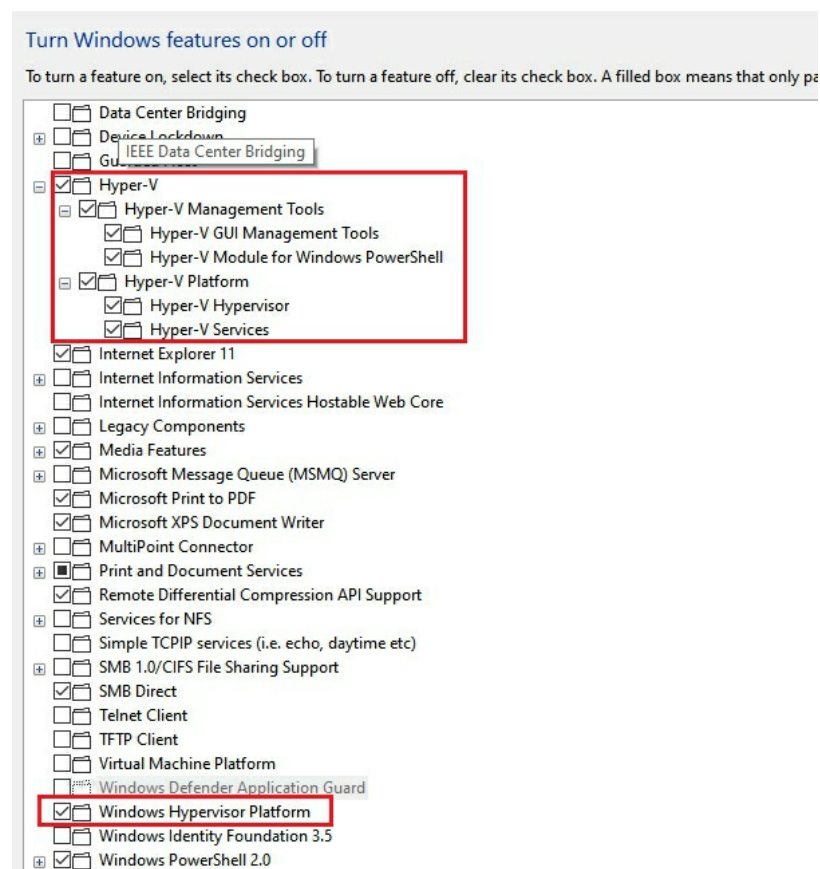 Turn Windows features on or off
To turn a feature on, select its check box. To turn a feature off, clear its check box. A filled box means that only pa
Data Center Bridging
Device Lockdown
IEEE Data Center Bridging
Hyper-V
Hyper-V Management Tools
Hyper-V GUI Management Tools
Hyper-V Module for Windows PowerShell
Hyper-V Platform
Hyper-V Hypervisor
Hyper-V Services
Internet Explorer 11
Internet Information Services
Internet Information Services Hostable Web Core
Legacy Components
Media Features
Microsoft Message Queue (MSMQ) Server
Microsoft Print to PDF
Microsoft XPS Document Writer
MultiPoint Connector
Print and Document Services
Remote Differential Compression API Support
Services for NFS
Simple TCPIP services (i.e. echo, daytime etc)
SMB 1.0/CIFS File Sharing Support
SMB Direct
Telnet Client
TFTP Client
Virtual Machine Platform
Windows Defender Application Guard
Windows Hypervisor Platform
Windows Identity Foundation 3.5
Windows PowerShell 2.0